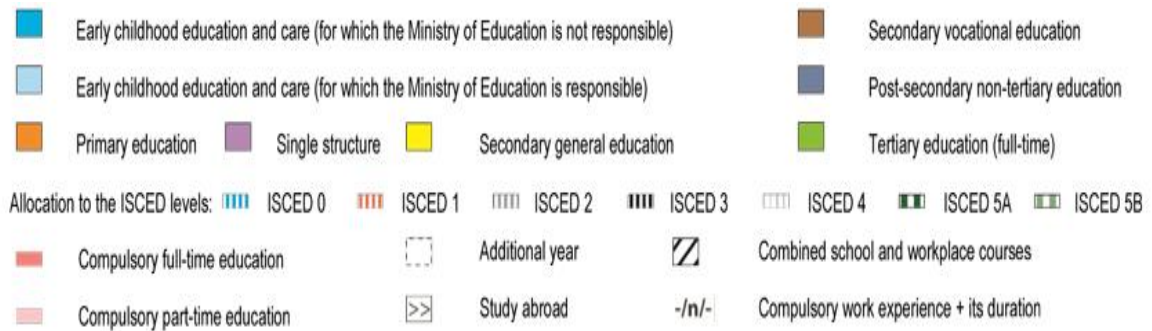 Early childhood education and care (for which the Ministry of Education is not responsible) Secondary vocational education
Early childhood education and care (for which the Ministry of Education is responsible) Post-secondary non-tertiary education
Primary education Single structure Secondary general education Tertiary education (full-time)
Allocation to the ISCED levels: ISCED 0 ISCED 1 ISCED 2 ISCED 3 ISCED 4 ISCED 5A ISCED 5B
Compulsory full-time education Additional year Combined school and workplace courses
Compulsory part-time education >> Study abroad -/n/- Compulsory work experience + its duration